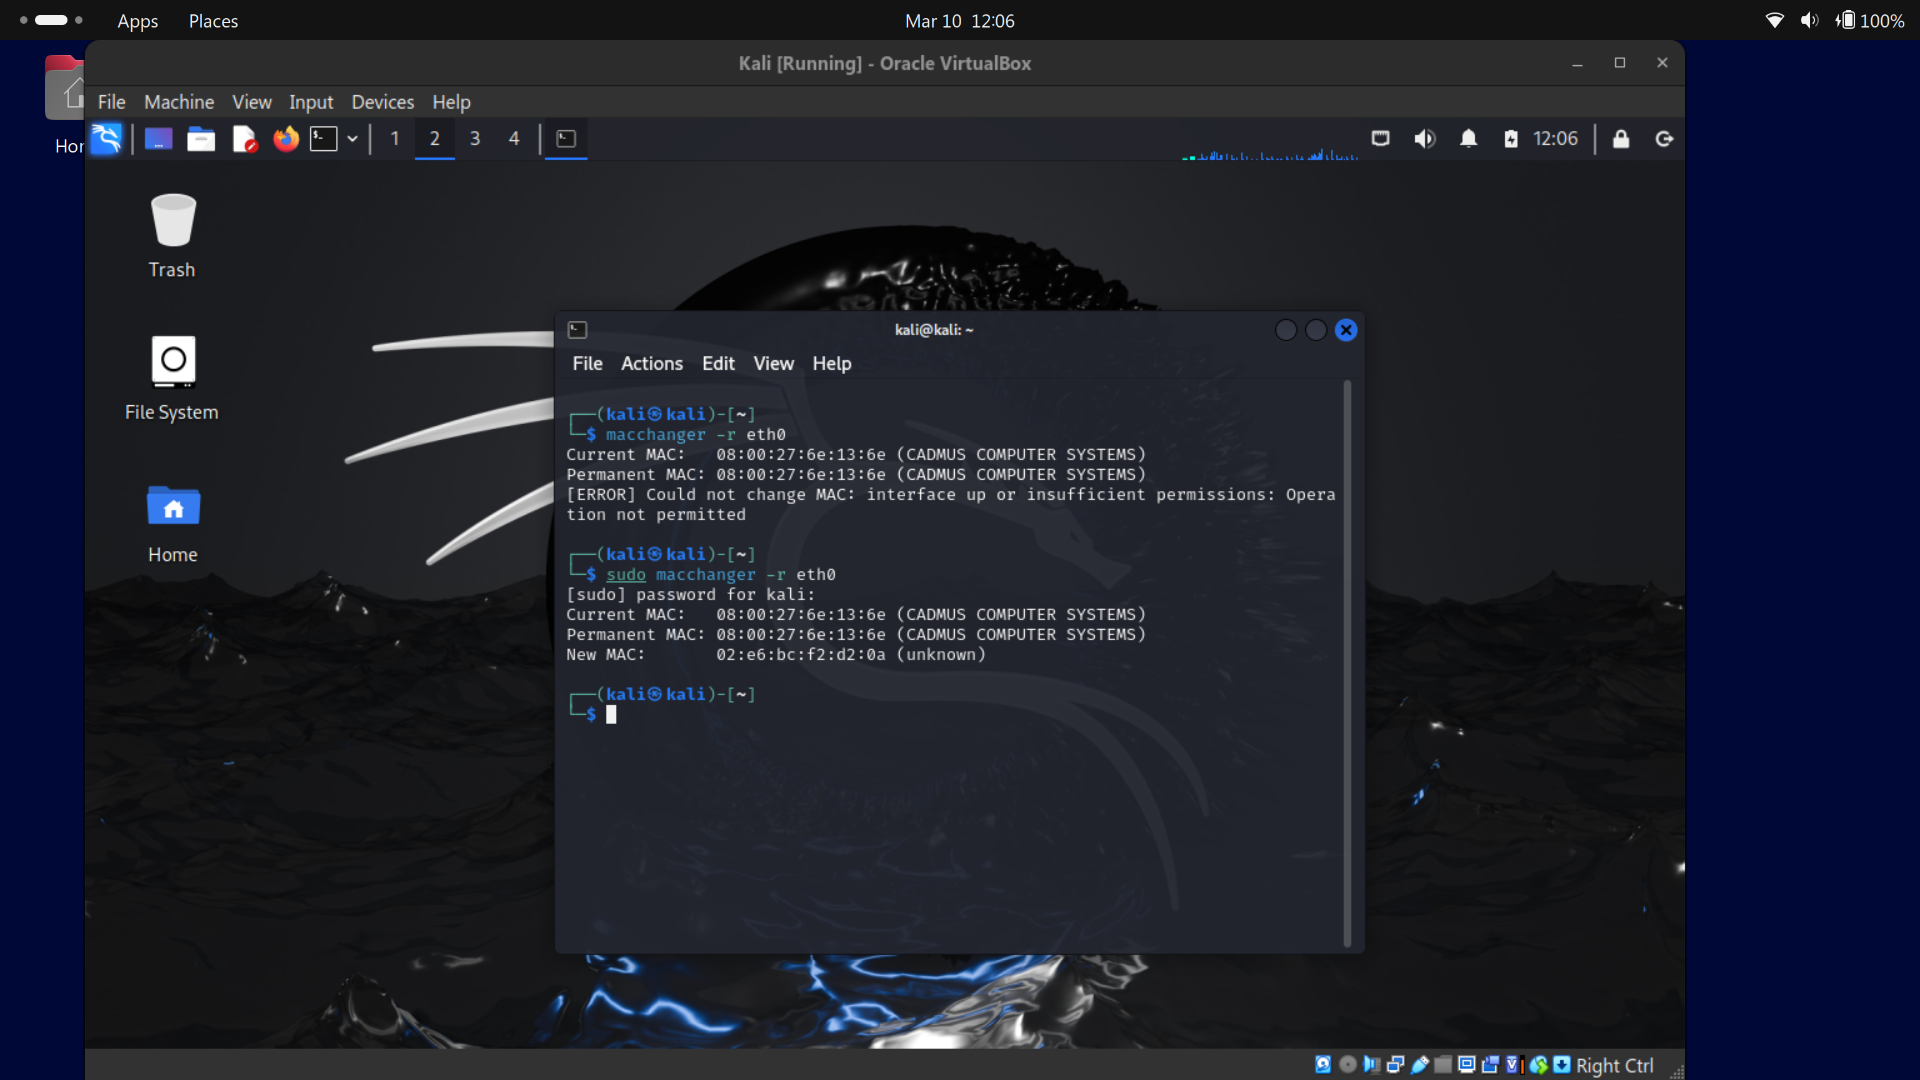 Apps Places Mar 10 12:06 100%
Kali [Running] - Oracle VirtualBox
File Machine View Input Devices Help
1 2 3 4 12:06
Trash
File System
Home
kali@kali: ~
File Actions Edit View Help
┌──(kali㉿kali)-[~]
└─$ macchanger -r eth0
Current MAC:   08:00:27:6e:13:6e (CADMUS COMPUTER SYSTEMS)
Permanent MAC: 08:00:27:6e:13:6e (CADMUS COMPUTER SYSTEMS)
[ERROR] Could not change MAC: interface up or insufficient permissions: Opera
tion not permitted
┌──(kali㉿kali)-[~]
└─$ sudo macchanger -r eth0
[sudo] password for kali:
Current MAC:   08:00:27:6e:13:6e (CADMUS COMPUTER SYSTEMS)
Permanent MAC: 08:00:27:6e:13:6e (CADMUS COMPUTER SYSTEMS)
New MAC:       02:e6:bc:f2:d2:0a (unknown)
┌──(kali㉿kali)-[~]
└─$
Right Ctrl